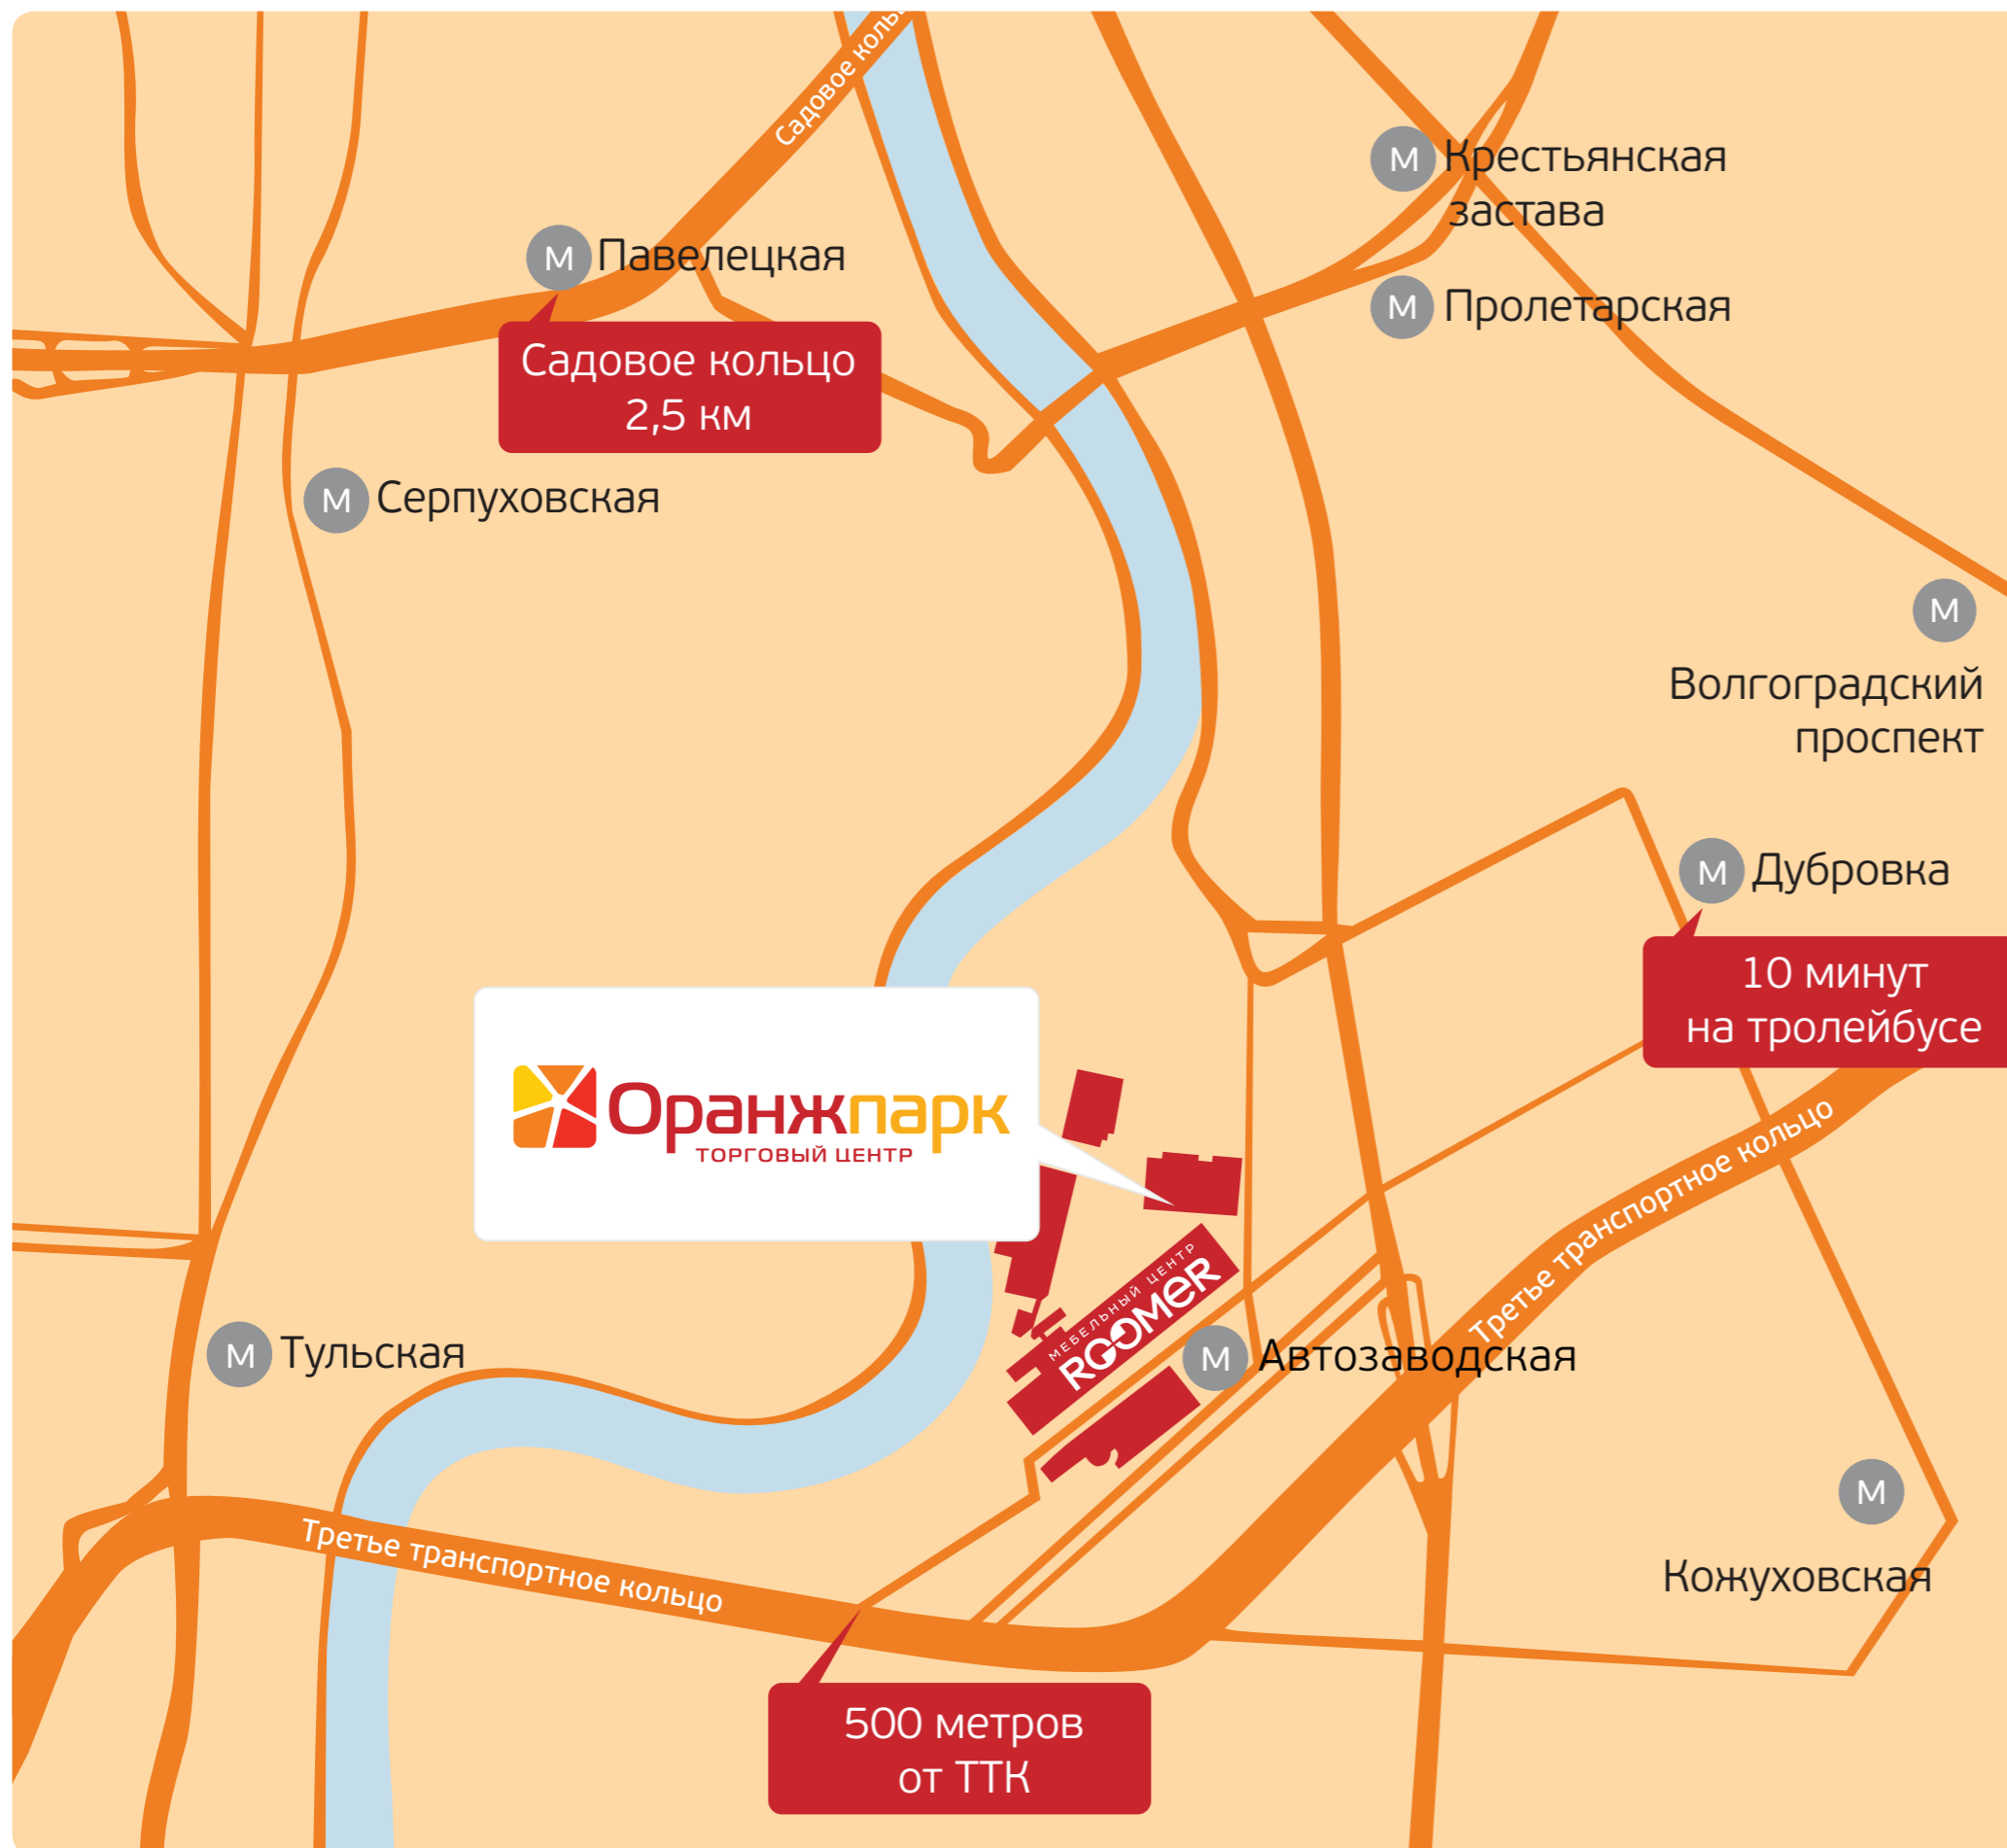 Садовое кольцо
М Крестьянская
застава
М Павелецкая
М Пролетарская
Садовое кольцо
2,5 км
М Серпуховская
М
Волгоградский
проспект
М Дубровка
10 минут
на тролейбусе
Оранжпарк
ТОРГОВЫЙ ЦЕНТР
Третье транспортное кольцо
МЕБЕЛЬНЫЙ ЦЕНТР
ROOMER
М Тульская
М Автозаводская
М
Кожуховская
Третье транспортное кольцо
500 метров
от ТТК